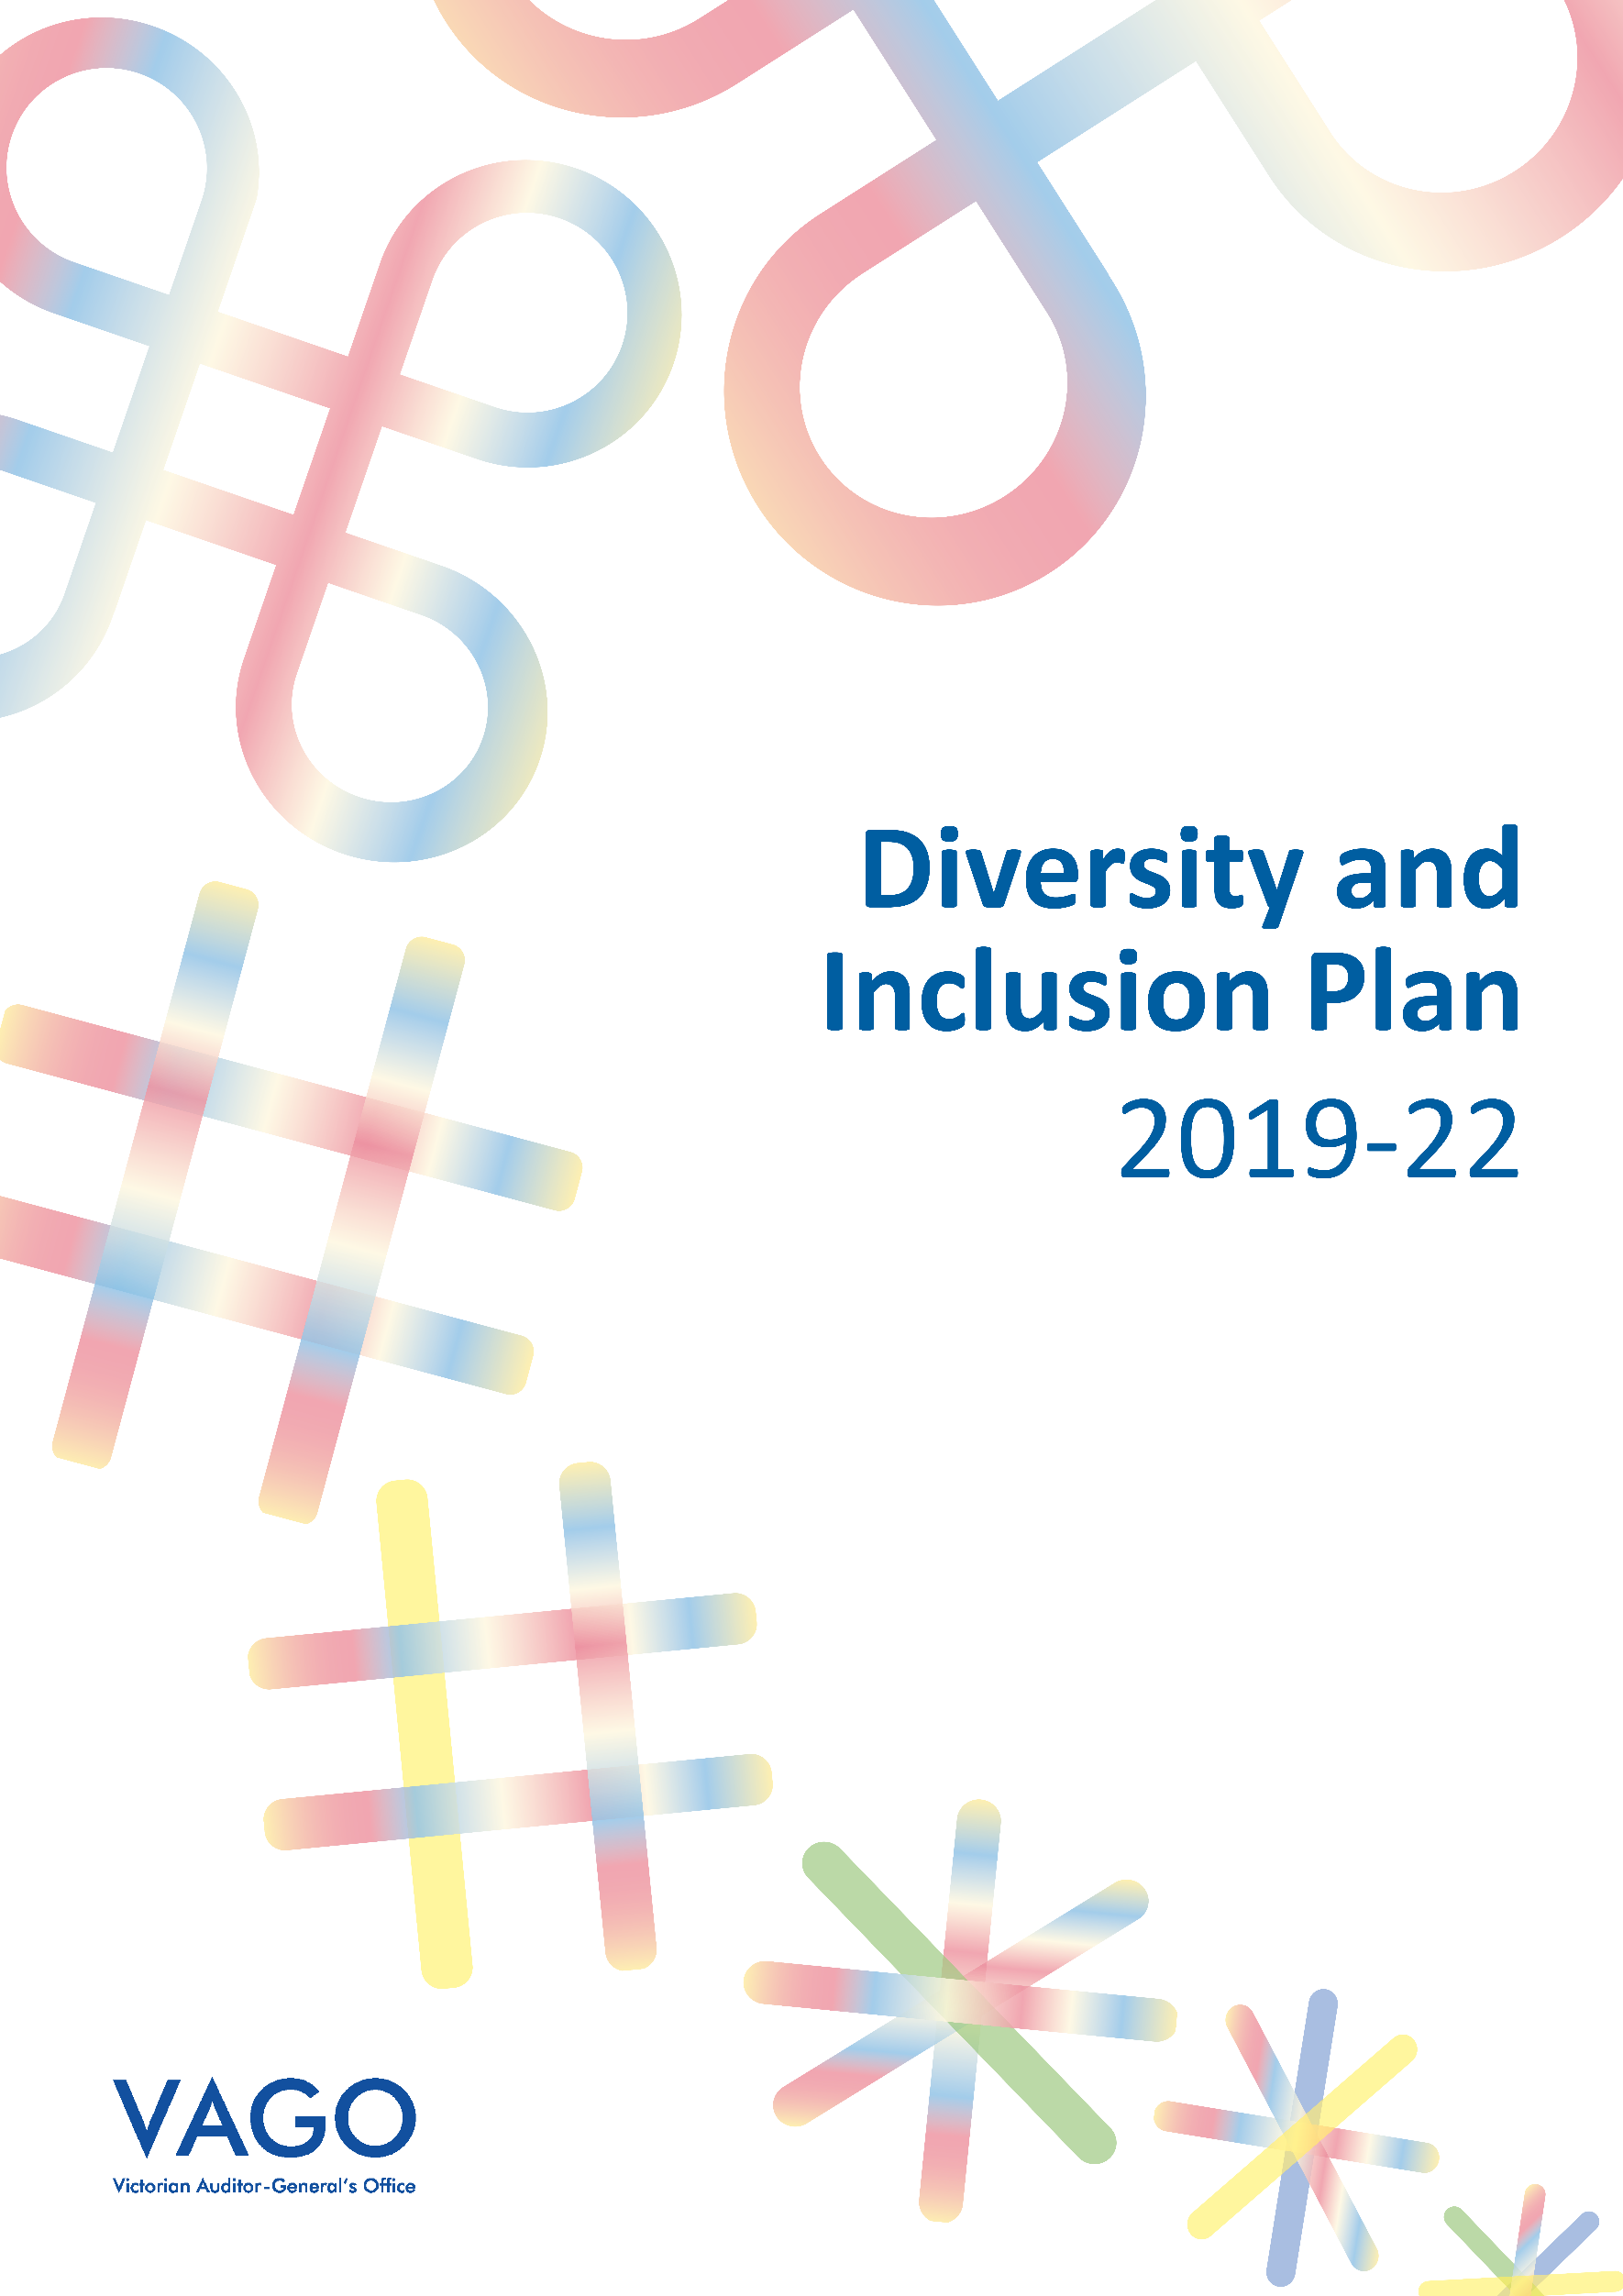 Diversity and
Inclusion Plan
2019-22
VAGO
Victorian Auditor-General's Office